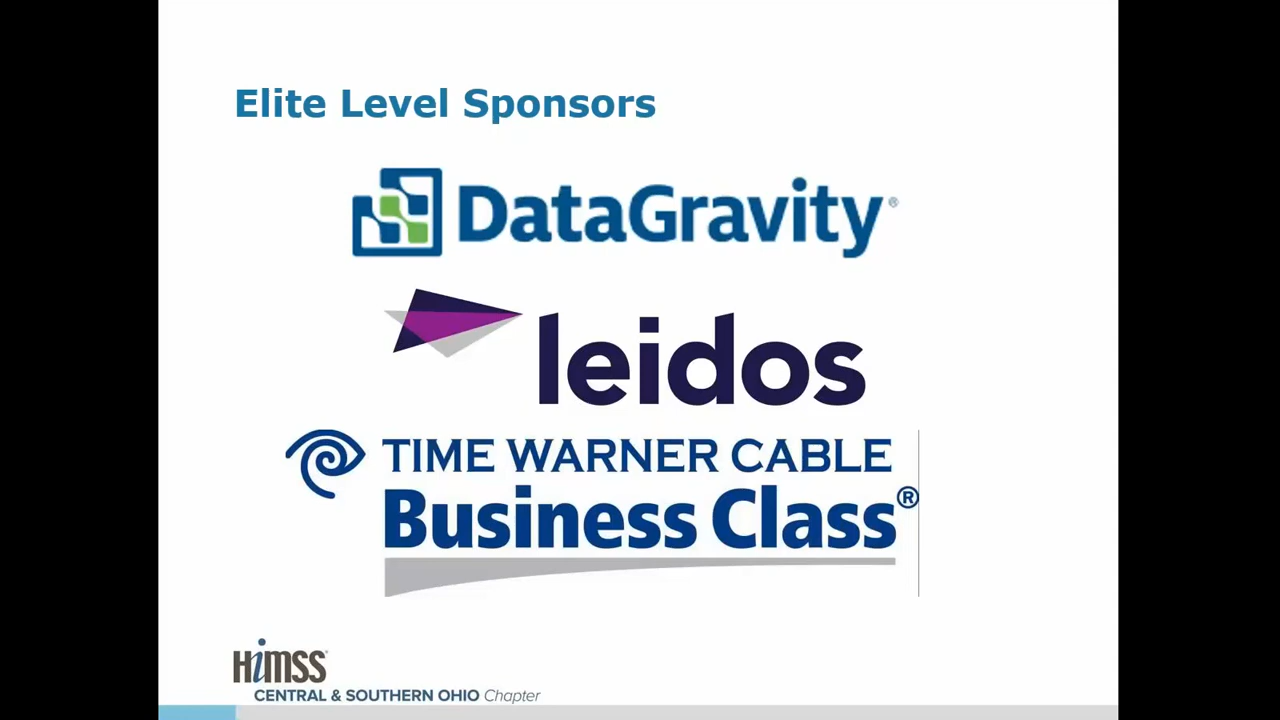 Elite Level Sponsors
DataGravity®
leidos
TIME WARNER CABLE
Business Class®
HiMSS
CENTRAL & SOUTHERN OHIO Chapter